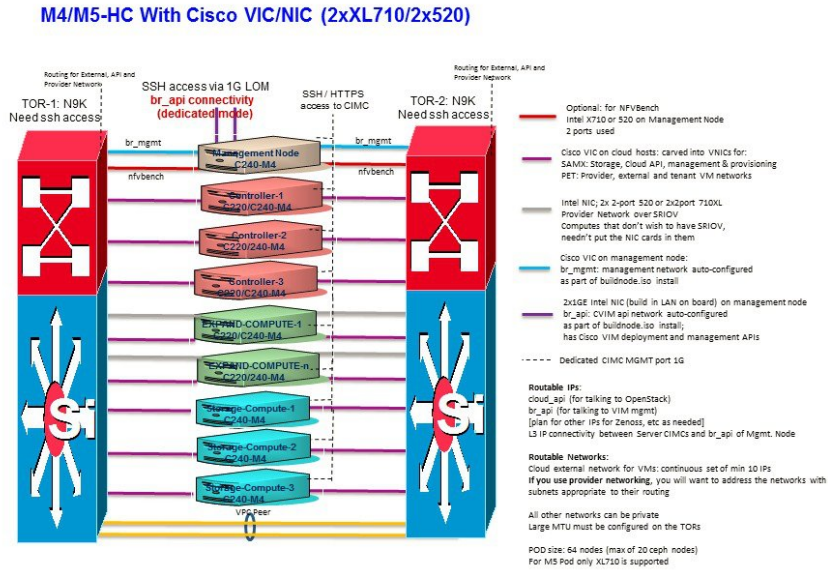 M4/M5-HC With Cisco VIC/NIC (2xXL710/2x520)
Routing for External, API and
Provider Network
TOR-1: N9K
Need ssh access
SSH access via 1G LOM
br_api connectivity
(dedicated mode)
SSH / HTTPS
access to CIMC
Routing for External, API and
Provider Network
TOR-2: N9K
Need ssh access
br_mgmt
br_mgmt
Management Node
C240-M4
nfvbench
nfvbench
Controller-1
C220/C240-M4
Controller-2
C220/240-M4
Controller-3
C220/C240-M4
EXPAND-COMPUTE-1
C220/C240-M4
EXPAND-COMPUTE-n
C220/240-M4
Storage-Compute-1
C240-M4
Storage-Compute-2
C240-M4
Storage-Compute-3
C240-M4
VPC Peer
Si
Si
Optional: for NFVBench
Intel X710 or 520 on Management Node
2 ports used
Cisco VIC on cloud hosts: carved into VNICs for:
SAMX: Storage, Cloud API, management & provisioning
PET: Provider, external and tenant VM networks
Intel NIC; 2x 2-port 520 or 2x2port 710XL
Provider Network over SRIOV
Computes that don't wish to have SRIOV,
needn't put the NIC cards in them
Cisco VIC on management node:
br_mgmt: management network auto-configured
as part of buildnode.iso install
2x1GE Intel NIC (build in LAN on board) on management node
br_api: CVIM api network auto-configured
as part of buildnode.iso install;
has Cisco VIM deployment and management APIs
Dedicated CIMC MGMT port 1G
Routable IPs:
cloud_api (for talking to OpenStack)
br_api (for talking to VIM mgmt)
[plan for other IPs for Zenoss, etc as needed]
L3 IP connectivity between Server CIMCs and br_api of Mgmt. Node
Routable Networks:
Cloud external network for VMs: continuous set of min 10 IPs
If you use provider networking, you will want to address the networks with
subnets appropriate to their routing
All other networks can be private
Large MTU must be configured on the TORs
POD size: 64 nodes (max of 20 ceph nodes)
For M5 Pod only XL710 is supported